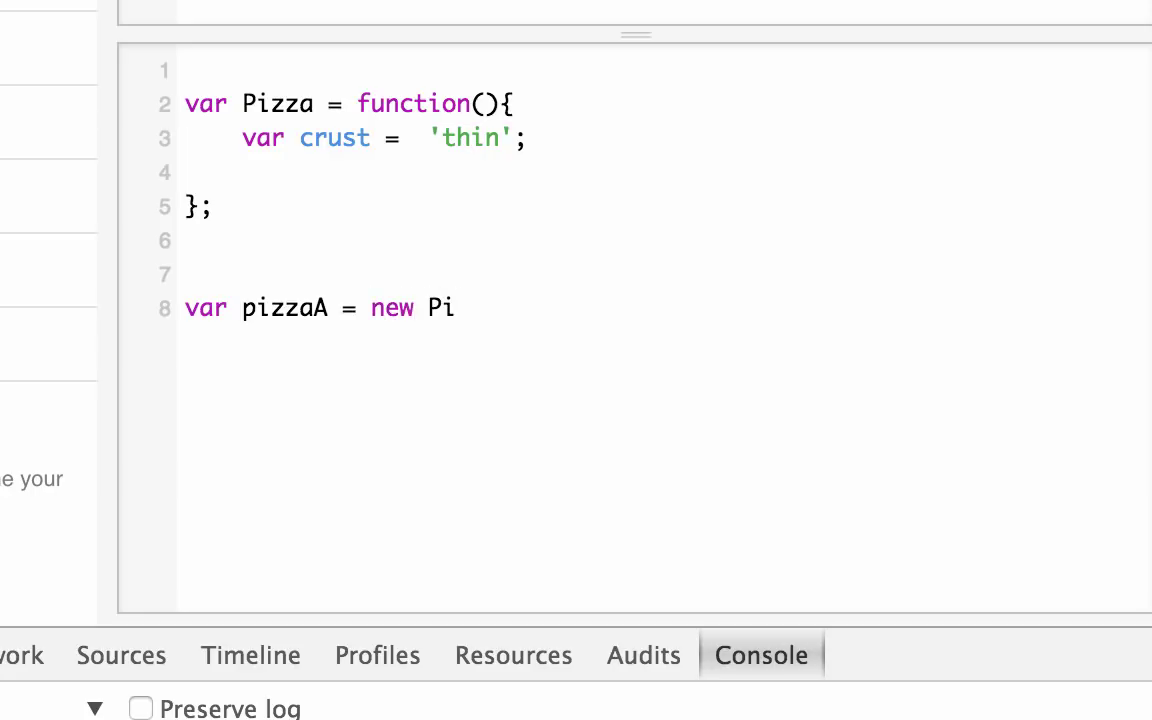 1
2 var Pizza = function(){
3     var crust =  'thin';
4
5 };
6
7
8 var pizzaA = new Pi
e your
work Sources Timeline Profiles Resources Audits Console
▼ Preserve log